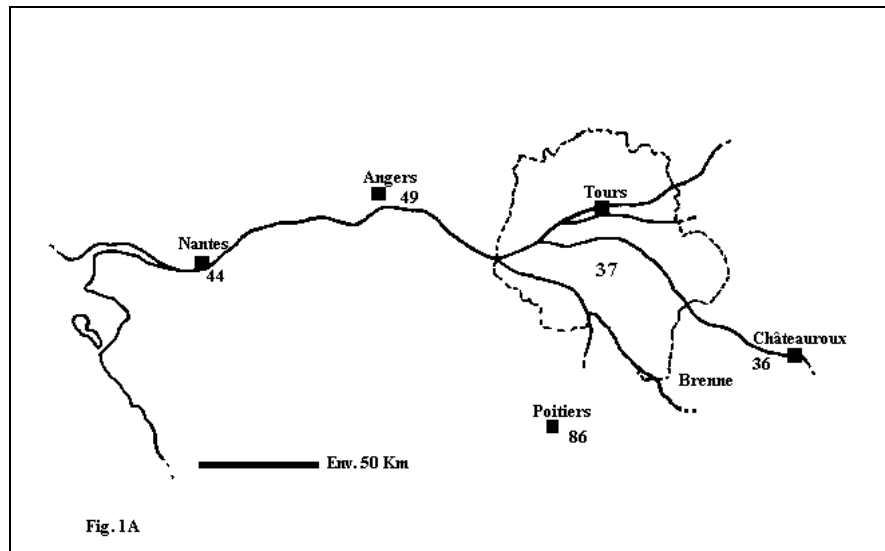 Angers
49
Tours
Nantes
44
37
Châteauroux
36
Brenne
Poitiers
86
Env. 50 Km
Fig. 1A